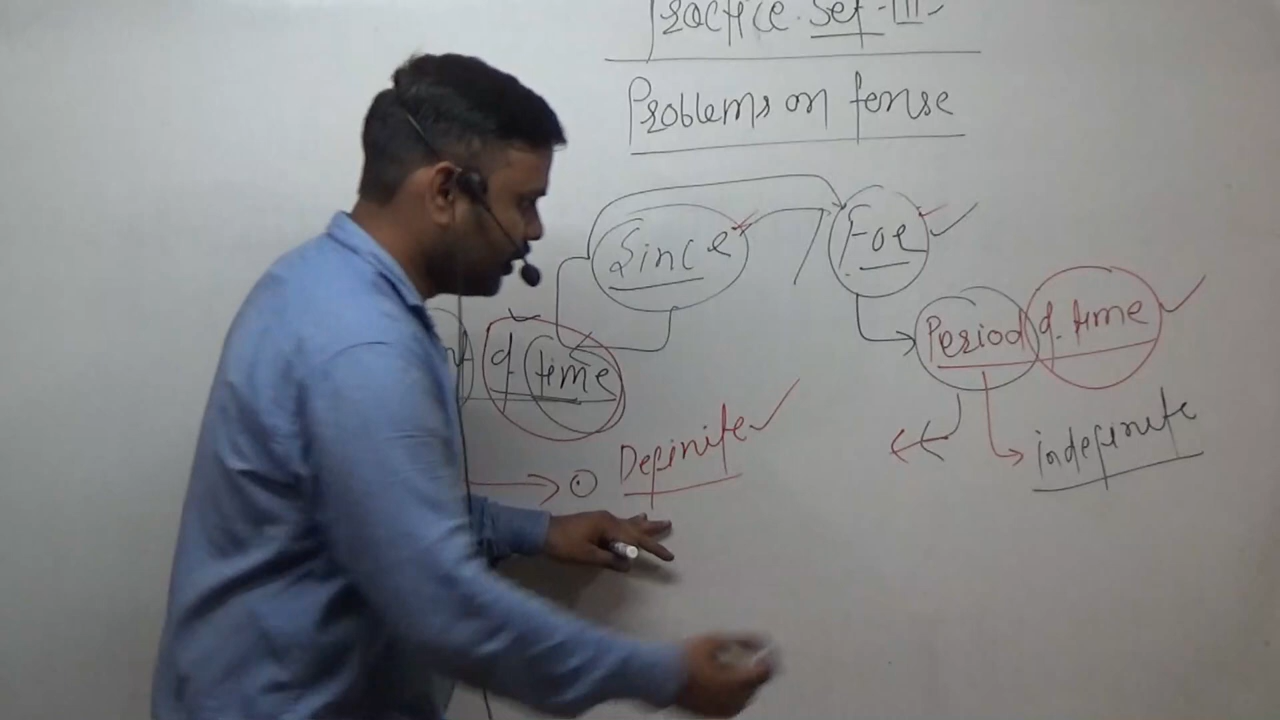 Practice Set-III
Problems on tense
Since / For
of time
Period of time
Definite
indefinite